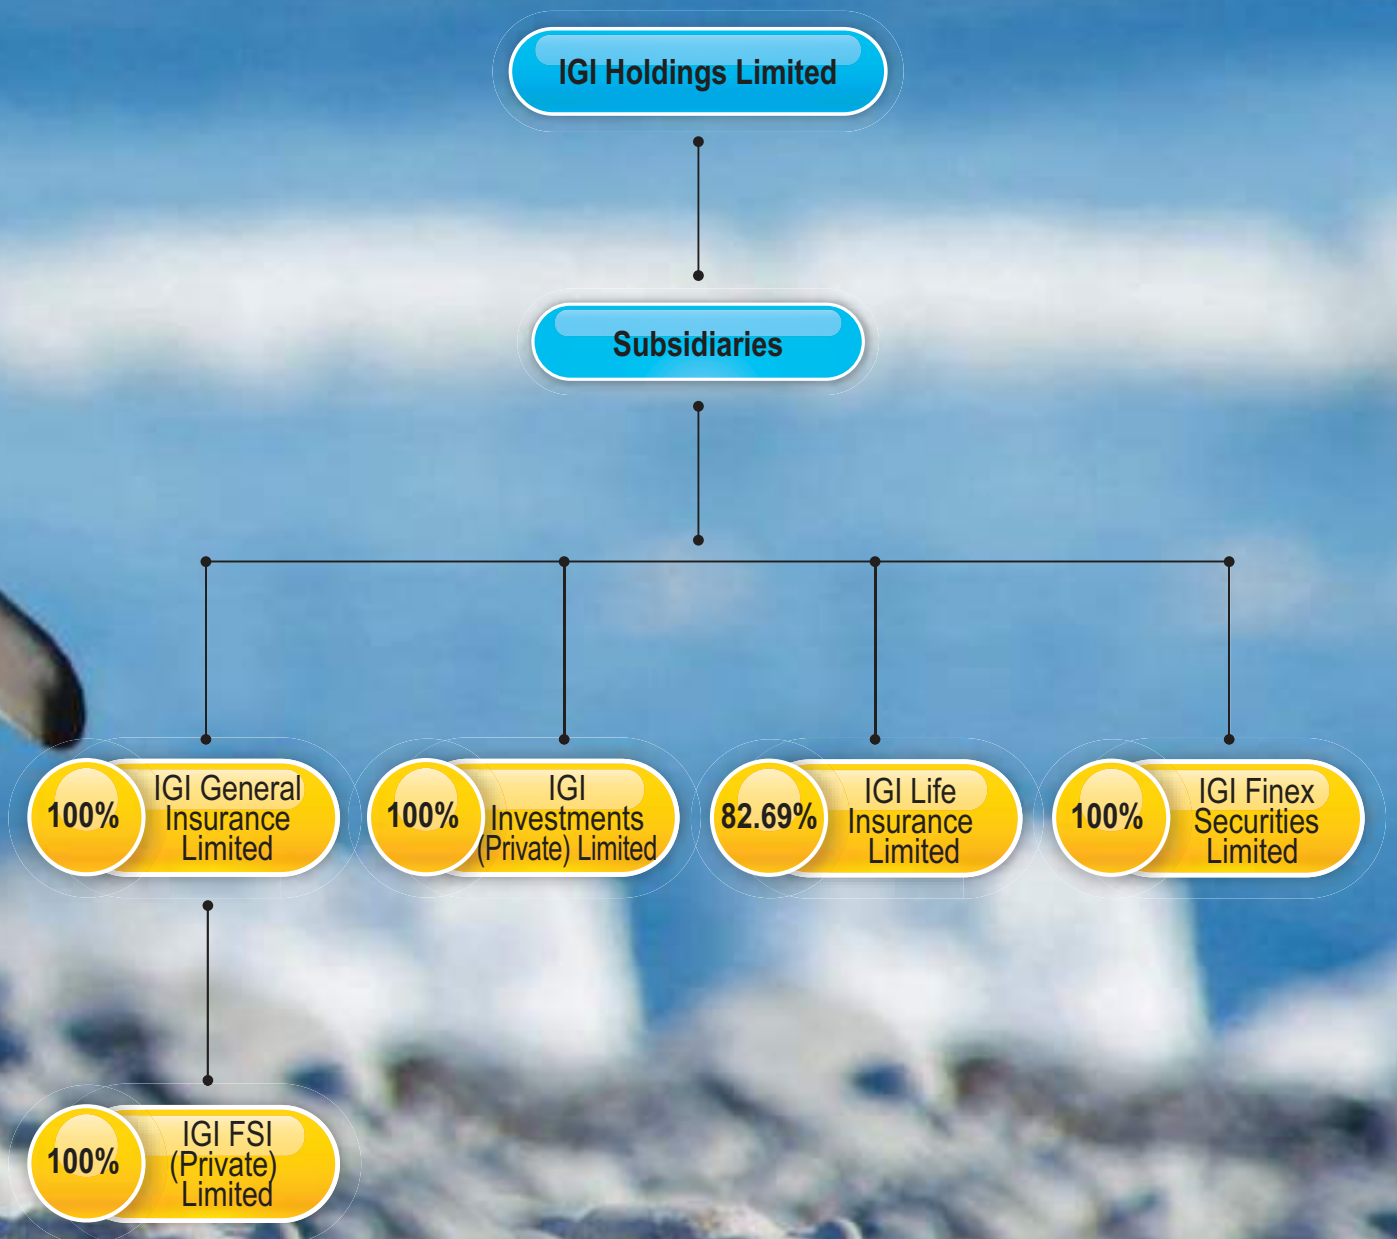 IGI Holdings Limited
Subsidiaries
100%
IGI General
Insurance
Limited
100%
IGI
Investments
(Private) Limited
82.69%
IGI Life
Insurance
Limited
100%
IGI Finex
Securities
Limited
100%
IGI FSI
(Private)
Limited